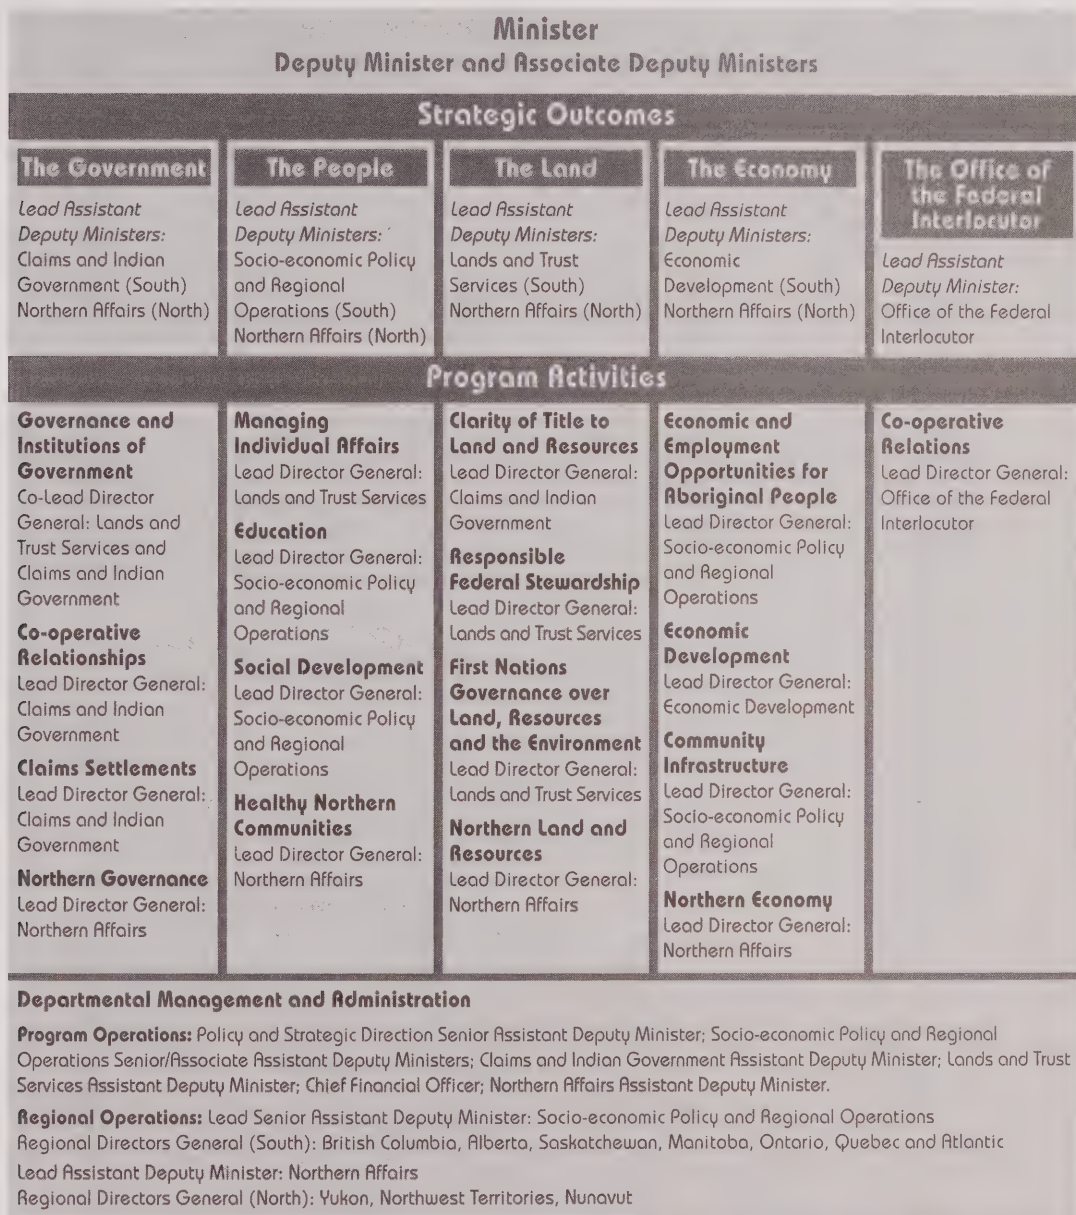 Minister
Deputy Minister and Associate Deputy Ministers
Strategic Outcomes
The Government
Lead Assistant
Deputy Ministers:
Claims and Indian
Government (South)
Northern Affairs (North)
The People
Lead Assistant
Deputy Ministers:
Socio-economic Policy
and Regional
Operations (South)
Northern Affairs (North)
The Land
Lead Assistant
Deputy Ministers:
Lands and Trust
Services (South)
Northern Affairs (North)
The Economy
Lead Assistant
Deputy Ministers:
Economic
Development (South)
Northern Affairs (North)
The Office of
the Federal
Interlocutor
Lead Assistant
Deputy Minister:
Office of the Federal
Interlocutor
Program Activities
Governance and
Institutions of
Government
Co-Lead Director
General: Lands and
Trust Services and
Claims and Indian
Government
Co-operative
Relationships
Lead Director General:
Claims and Indian
Government
Claims Settlements
Lead Director General:
Claims and Indian
Government
Northern Governance
Lead Director General:
Northern Affairs
Managing
Individual Affairs
Lead Director General:
Lands and Trust Services
Education
Lead Director General:
Socio-economic Policy
and Regional
Operations
Social Development
Lead Director General:
Socio-economic Policy
and Regional
Operations
Healthy Northern
Communities
Lead Director General:
Northern Affairs
Clarity of Title to
Land and Resources
Lead Director General:
Claims and Indian
Government
Responsible
Federal Stewardship
Lead Director General:
Lands and Trust Services
First Nations
Governance over
Land, Resources
and the Environment
Lead Director General:
Lands and Trust Services
Northern Land and
Resources
Lead Director General:
Northern Affairs
Economic and
Employment
Opportunities for
Aboriginal People
Lead Director General:
Socio-economic Policy
and Regional
Operations
Economic
Development
Lead Director General:
Economic Development
Community
Infrastructure
Lead Director General:
Socio-economic Policy
and Regional
Operations
Northern Economy
Lead Director General:
Northern Affairs
Co-operative
Relations
Lead Director General:
Office of the Federal
Interlocutor
Departmental Management and Administration
Program Operations: Policy and Strategic Direction Senior Assistant Deputy Minister; Socio-economic Policy and Regional
Operations Senior/Associate Assistant Deputy Ministers; Claims and Indian Government Assistant Deputy Minister; Lands and Trust
Services Assistant Deputy Minister; Chief Financial Officer; Northern Affairs Assistant Deputy Minister.
Regional Operations: Lead Senior Assistant Deputy Minister: Socio-economic Policy and Regional Operations
Regional Directors General (South): British Columbia, Alberta, Saskatchewan, Manitoba, Ontario, Quebec and Atlantic
Lead Assistant Deputy Minister: Northern Affairs
Regional Directors General (North): Yukon, Northwest Territories, Nunavut